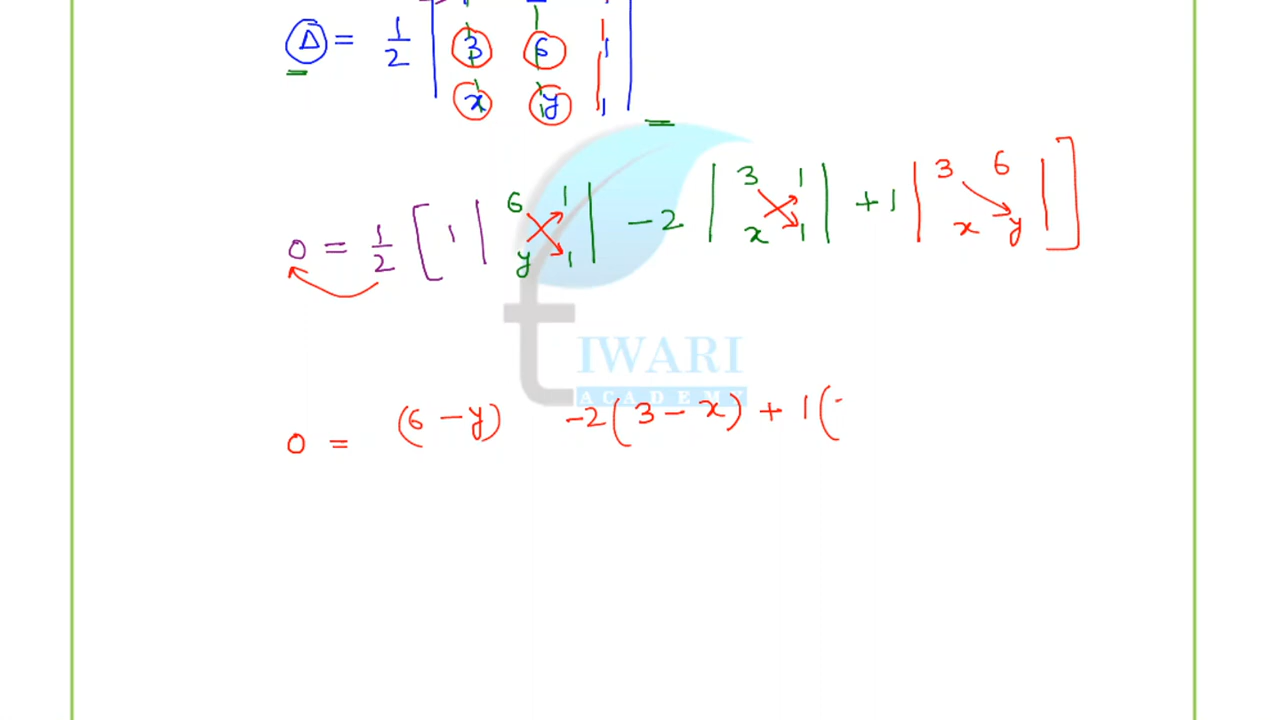 Δ = 1/2 | 3 6 1 |
| x y 1 |
0 = 1/2 [ 1 | 6 1 | - 2 | 3 1 | + 1 | 3 6 | ]
| y 1 | | x 1 | | x y |
tIWARI
ACADEMY
0 = (6 - y) - 2 (3 - x) + 1 (